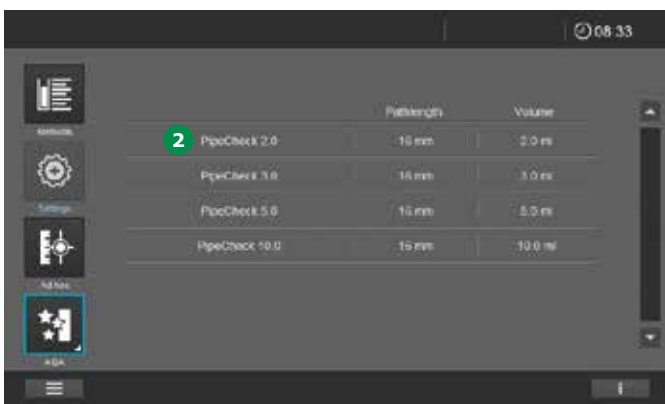 08:33
Pathlength Volume
Methods
2 PipeCheck 2.0 16 mm 2.0 ml
PipeCheck 3.0 16 mm 3.0 ml
Settings
PipeCheck 5.0 16 mm 5.0 ml
PipeCheck 10.0 16 mm 10.0 ml
Ad hoc
AQA
i